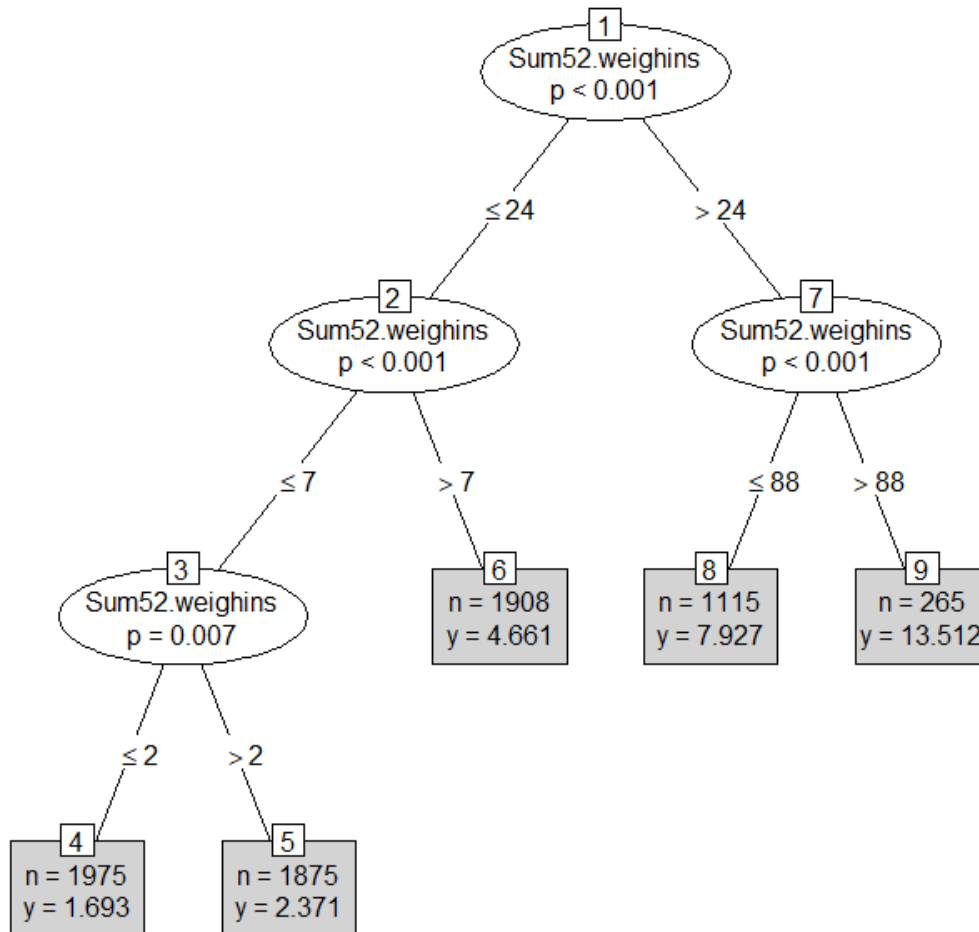 1
Sum52.weighins
p < 0.001
≤ 24
> 24
2
Sum52.weighins
p < 0.001
7
Sum52.weighins
p < 0.001
≤ 7
> 7
≤ 88
> 88
3
Sum52.weighins
p = 0.007
6
n = 1908
y = 4.661
8
n = 1115
y = 7.927
9
n = 265
y = 13.512
≤ 2
> 2
4
n = 1975
y = 1.693
5
n = 1875
y = 2.371